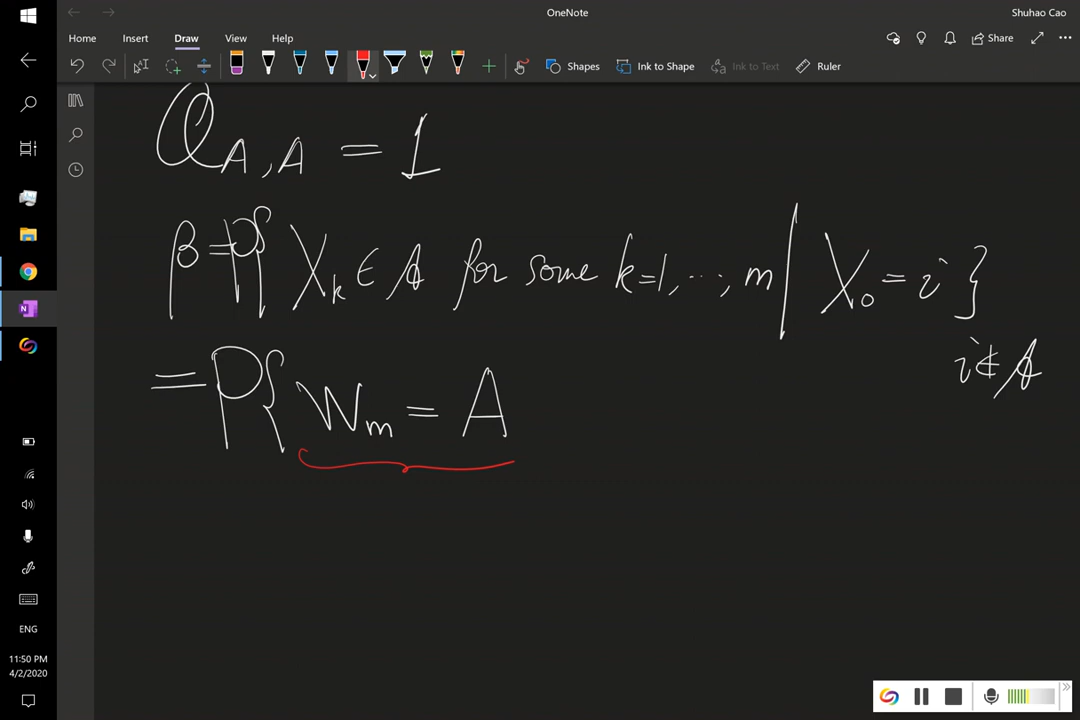 OneNote
Shuhao Cao
Home Insert Draw View Help
Share
Shapes Ink to Shape Ink to Text Ruler
Q_{A,A} = 1
β = P{ X_k ∈ 𝒜 for some k=1, ..., m | X_0 = i }
i ∉ 𝒜
= P{ W_m = A
ENG
11:50 PM
4/2/2020